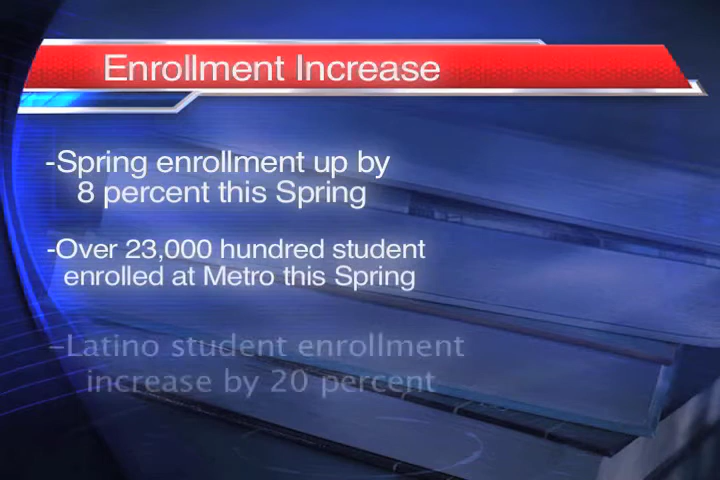 Enrollment Increase
-Spring enrollment up by
8 percent this Spring
-Over 23,000 hundred student
enrolled at Metro this Spring
-Latino student enrollment
increase by 20 percent